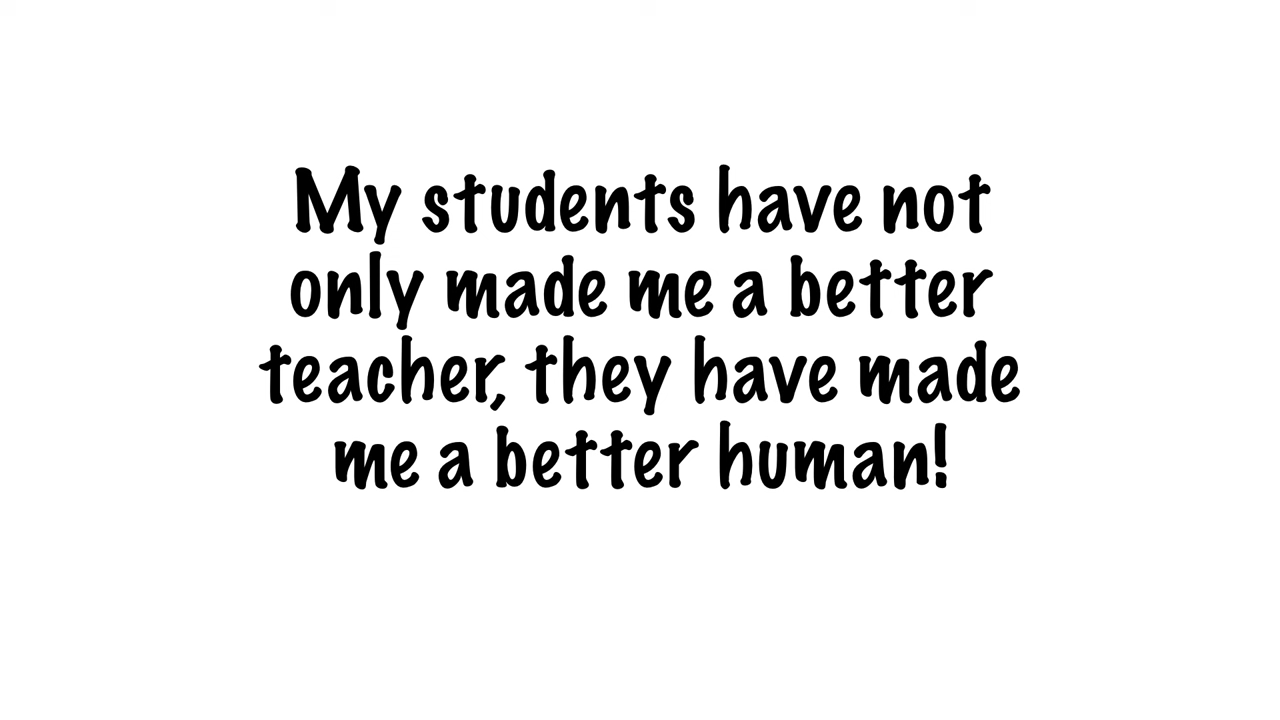 My students have not
only made me a better
teacher, they have made
me a better human!